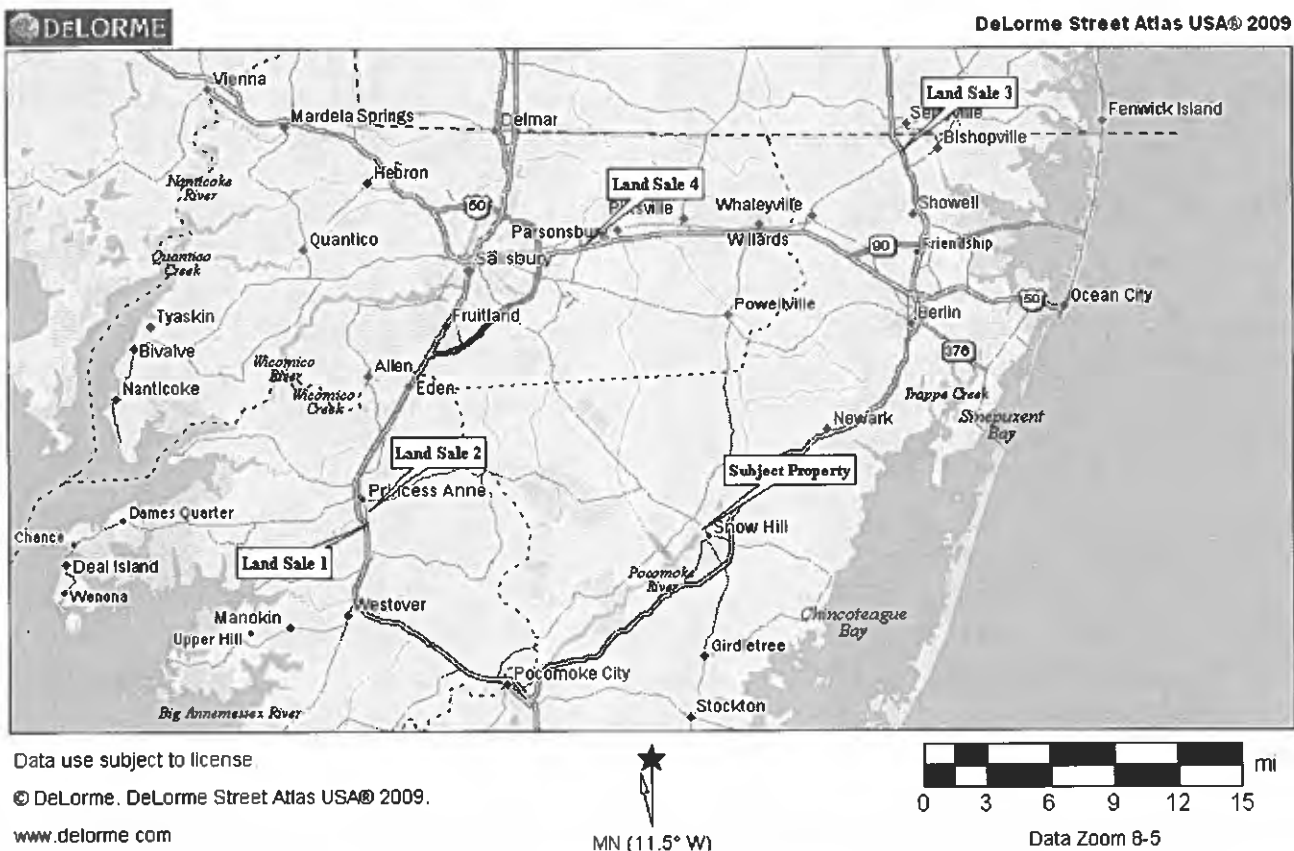 DELORME
DeLorme Street Atlas USA® 2009
Vienna
Mardela Springs
Delmar
Land Sale 3
Fenwick Island
Bishopville
Nanticoke
River
Hebron
Land Sale 4
50
Whaleyville
Showell
Quantico
Parsonsburg
Willards
90
Friendship
Quantico
Creek
Salisbury
50
Ocean City
Tyaskin
Fruitland
Powellville
Berlin
Bivalve
376
Wicomico
River
Allen
Wicomico
Creek
Eden
Nanticoke
Trappe Creek
Newark
Sinepuxent
Bay
Land Sale 2
Subject Property
Princess Anne
Dames Quarter
Chance
Snow Hill
Land Sale 1
Deal Island
Pocomoke
River
Wenona
Westover
Manokin
Upper Hill
Chincoteague
Bay
Girdletree
Pocomoke City
Big Annemessex River
Stockton
Data use subject to license.
© DeLorme. DeLorme Street Atlas USA® 2009.
www.delorme.com
MN (11.5° W)
mi
0 3 6 9 12 15
Data Zoom 8-5